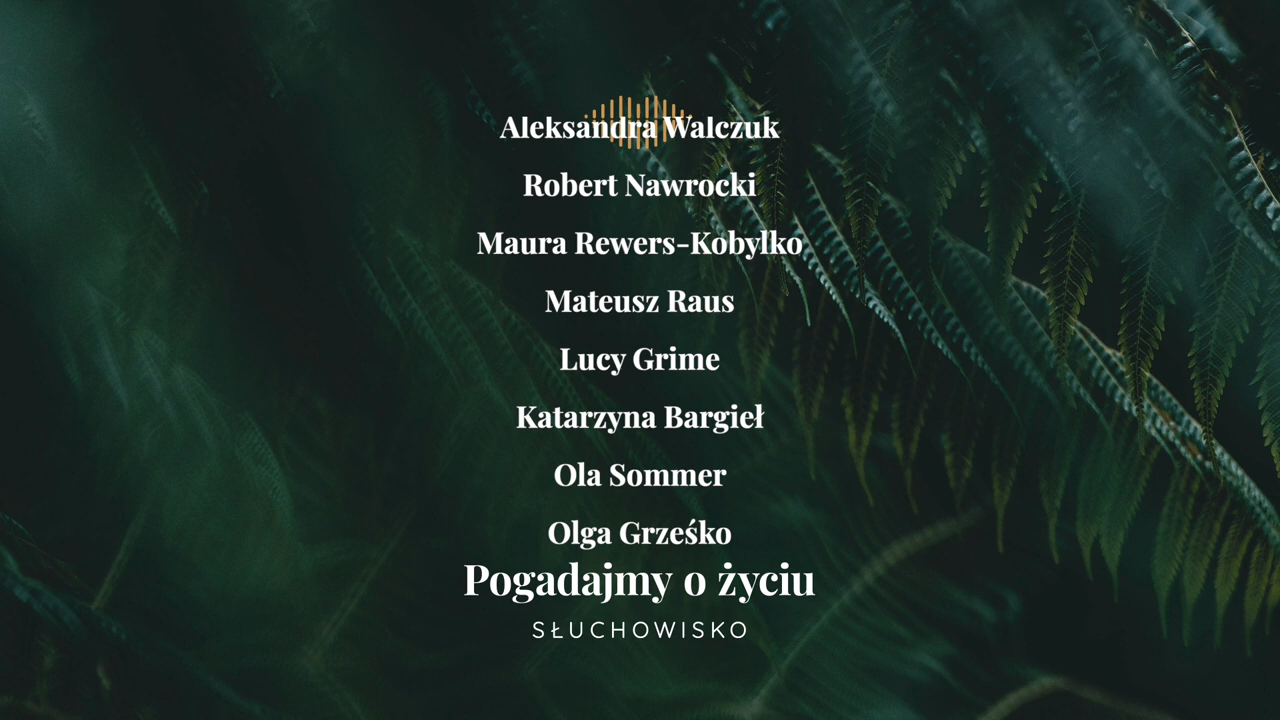 Aleksandra Walczuk
Robert Nawrocki
Maura Rewers-Kobylko
Mateusz Raus
Lucy Grime
Katarzyna Bargieł
Ola Sommer
Olga Grześko
Pogadajmy o życiu
SŁUCHOWISKO